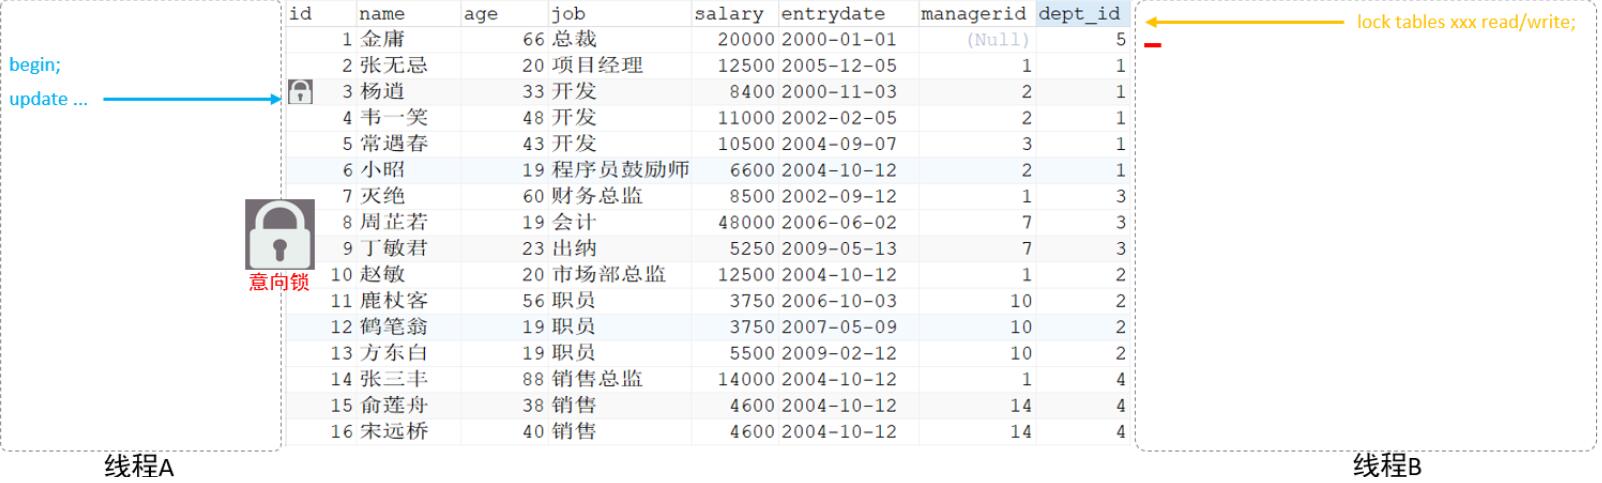 id name age job salary entrydate managerid dept_id
lock tables xxx read/write;
1 金庸 66 总裁 20000 2000-01-01 (Null) 5
begin;
2 张无忌 20 项目经理 12500 2005-12-05 1 1
update ...
3 杨逍 33 开发 8400 2000-11-03 2 1
4 韦一笑 48 开发 11000 2002-02-05 2 1
5 常遇春 43 开发 10500 2004-09-07 3 1
6 小昭 19 程序员鼓励师 6600 2004-10-12 2 1
7 灭绝 60 财务总监 8500 2002-09-12 1 3
8 周芷若 19 会计 48000 2006-06-02 7 3
9 丁敏君 23 出纳 5250 2009-05-13 7 3
意向锁
10 赵敏 20 市场部总监 12500 2004-10-12 1 2
11 鹿杖客 56 职员 3750 2006-10-03 10 2
12 鹤笔翁 19 职员 3750 2007-05-09 10 2
13 方东白 19 职员 5500 2009-02-12 10 2
14 张三丰 88 销售总监 14000 2004-10-12 1 4
15 俞莲舟 38 销售 4600 2004-10-12 14 4
16 宋远桥 40 销售 4600 2004-10-12 14 4
线程A
线程B